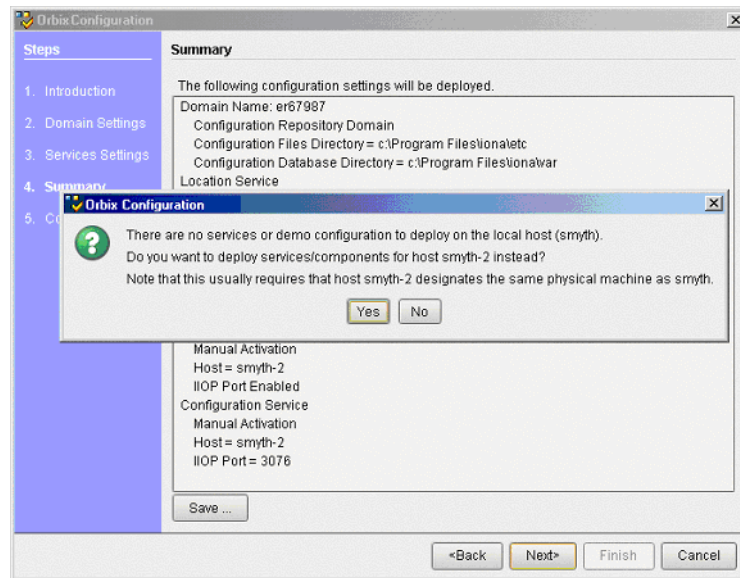 Orbix Configuration
Steps
1. Introduction
2. Domain Settings
3. Services Settings
4. Summary
5. Co
Summary
The following configuration settings will be deployed.
Domain Name: er67987
Configuration Repository Domain
Configuration Files Directory = c:\Program Files\iona\etc
Configuration Database Directory = c:\Program Files\iona\var
Location Service
Orbix Configuration
There are no services or demo configuration to deploy on the local host (smyth).
Do you want to deploy services/components for host smyth-2 instead?
Note that this usually requires that host smyth-2 designates the same physical machine as smyth.
Yes No
Manual Activation
Host = smyth-2
IIOP Port Enabled
Configuration Service
Manual Activation
Host = smyth-2
IIOP Port = 3076
Save ...
<Back Next> Finish Cancel